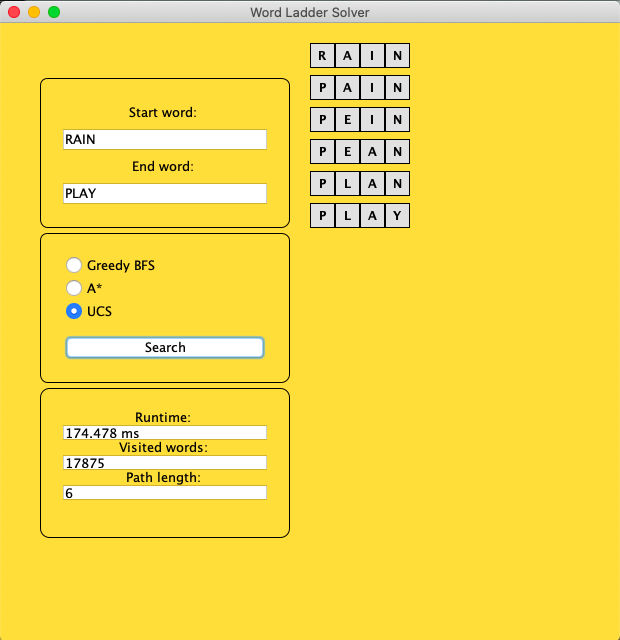 Word Ladder Solver
Start word:
RAIN
End word:
PLAY
Greedy BFS
A*
UCS
Search
Runtime:
174.478 ms
Visited words:
17875
Path length:
6
R A I N
P A I N
P E I N
P E A N
P L A N
P L A Y